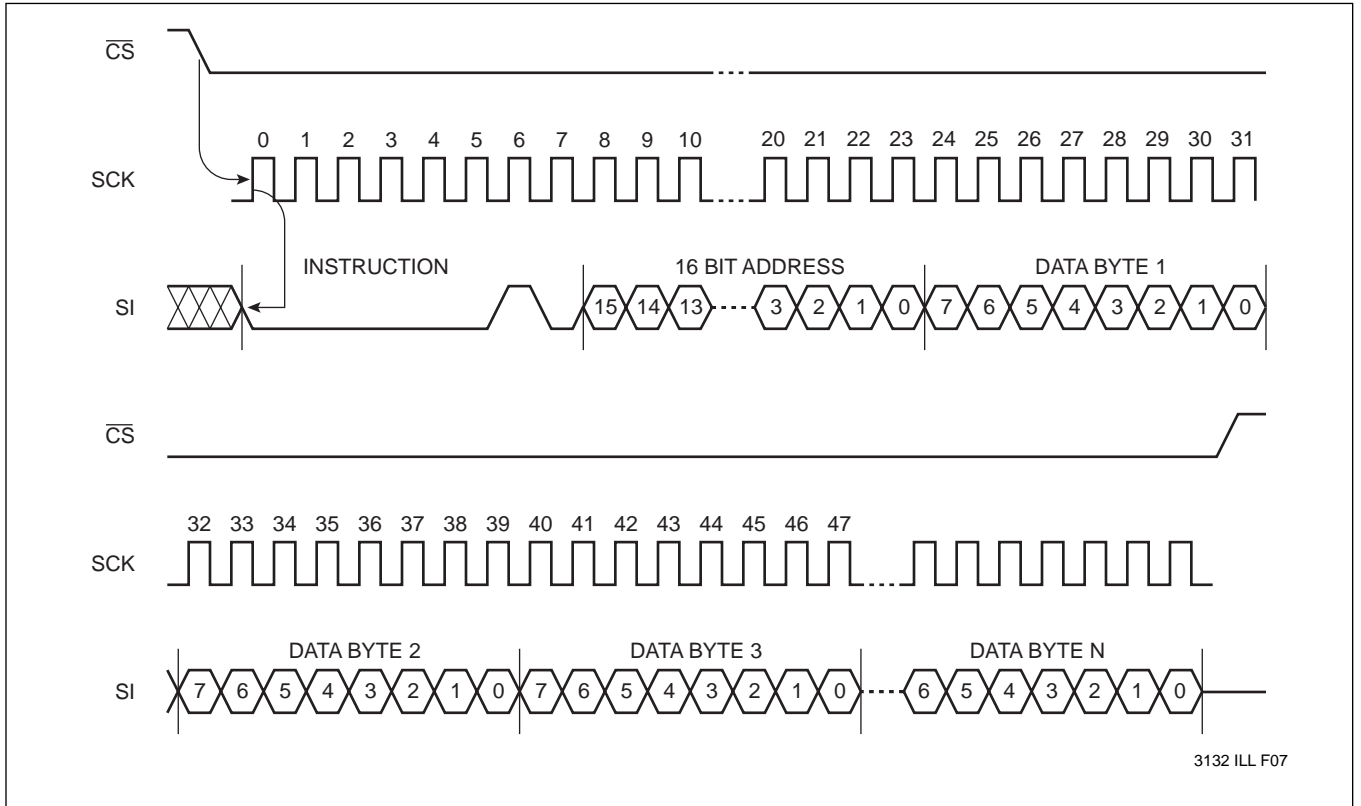 CS
0 1 2 3 4 5 6 7 8 9 10 20 21 22 23 24 25 26 27 28 29 30 31
SCK
INSTRUCTION 16 BIT ADDRESS DATA BYTE 1
SI 15 14 13 3 2 1 0 7 6 5 4 3 2 1 0
CS
32 33 34 35 36 37 38 39 40 41 42 43 44 45 46 47
SCK
DATA BYTE 2 DATA BYTE 3 DATA BYTE N
SI 7 6 5 4 3 2 1 0 7 6 5 4 3 2 1 0 6 5 4 3 2 1 0
3132 ILL F07